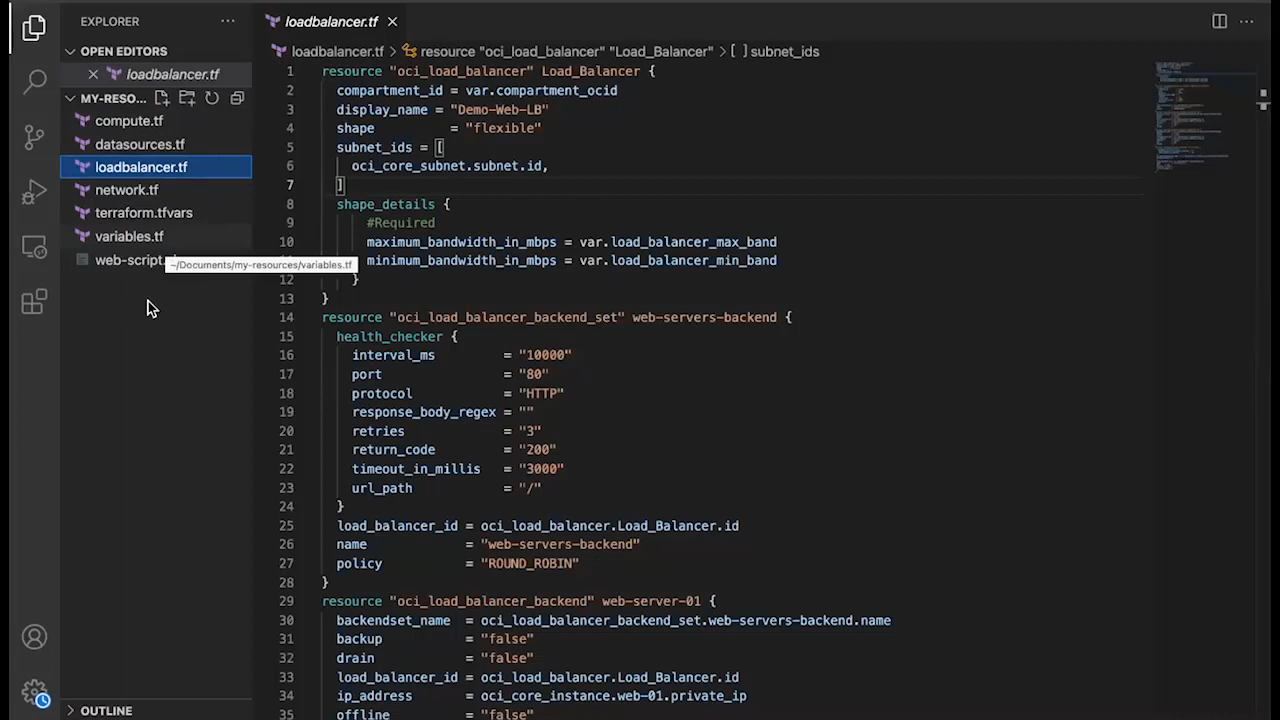 EXPLORER
OPEN EDITORS
loadbalancer.tf
MY-RESO...
compute.tf
datasources.tf
loadbalancer.tf
network.tf
terraform.tfvars
variables.tf
web-script.
~/Documents/my-resources/variables.tf
OUTLINE
loadbalancer.tf
loadbalancer.tf > resource "oci_load_balancer" "Load_Balancer" > [ ] subnet_ids
1 resource "oci_load_balancer" Load_Balancer {
2 compartment_id = var.compartment_ocid
3 display_name = "Demo-Web-LB"
4 shape = "flexible"
5 subnet_ids = [
6 oci_core_subnet.subnet.id,
7 ]
8 shape_details {
9 #Required
10 maximum_bandwidth_in_mbps = var.load_balancer_max_band
11 minimum_bandwidth_in_mbps = var.load_balancer_min_band
12 }
13 }
14 resource "oci_load_balancer_backend_set" web-servers-backend {
15 health_checker {
16 interval_ms = "10000"
17 port = "80"
18 protocol = "HTTP"
19 response_body_regex = ""
20 retries = "3"
21 return_code = "200"
22 timeout_in_millis = "3000"
23 url_path = "/"
24 }
25 load_balancer_id = oci_load_balancer.Load_Balancer.id
26 name = "web-servers-backend"
27 policy = "ROUND_ROBIN"
28 }
29 resource "oci_load_balancer_backend" web-server-01 {
30 backendset_name = oci_load_balancer_backend_set.web-servers-backend.name
31 backup = "false"
32 drain = "false"
33 load_balancer_id = oci_load_balancer.Load_Balancer.id
34 ip_address = oci_core_instance.web-01.private_ip
35 offline = "false"